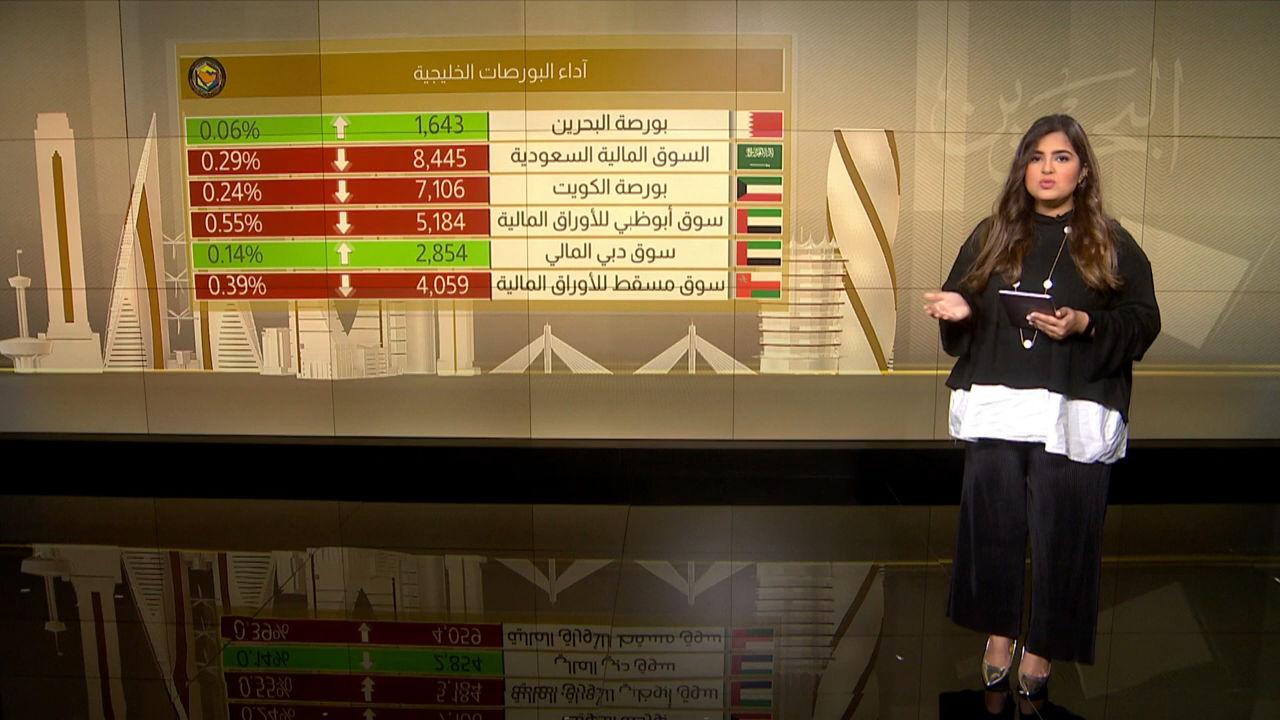 آداء البورصات الخليجية
بورصة البحرين 1,643 0.06%
السوق المالية السعودية 8,445 0.29%
بورصة الكويت 7,106 0.24%
سوق أبوظبي للأوراق المالية 5,184 0.55%
سوق دبي المالي 2,854 0.14%
سوق مسقط للأوراق المالية 4,059 0.39%
البحرين